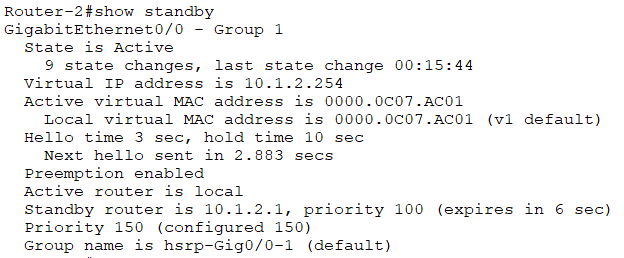 Router-2#show standby
GigabitEthernet0/0 - Group 1
State is Active
9 state changes, last state change 00:15:44
Virtual IP address is 10.1.2.254
Active virtual MAC address is 0000.0C07.AC01
Local virtual MAC address is 0000.0C07.AC01 (v1 default)
Hello time 3 sec, hold time 10 sec
Next hello sent in 2.883 secs
Preemption enabled
Active router is local
Standby router is 10.1.2.1, priority 100 (expires in 6 sec)
Priority 150 (configured 150)
Group name is hsrp-Gig0/0-1 (default)